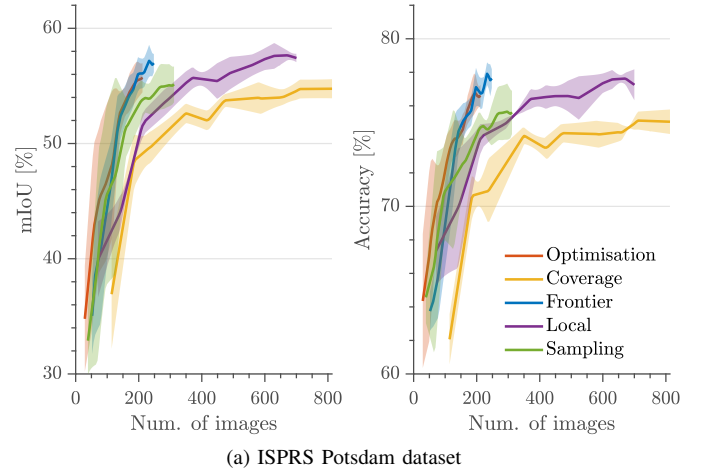 60
50
40
30
mIoU [%]
0 200 400 600 800
Num. of images
80
70
60
Accuracy [%]
Optimisation
Coverage
Frontier
Local
Sampling
0 200 400 600 800
Num. of images
(a) ISPRS Potsdam dataset